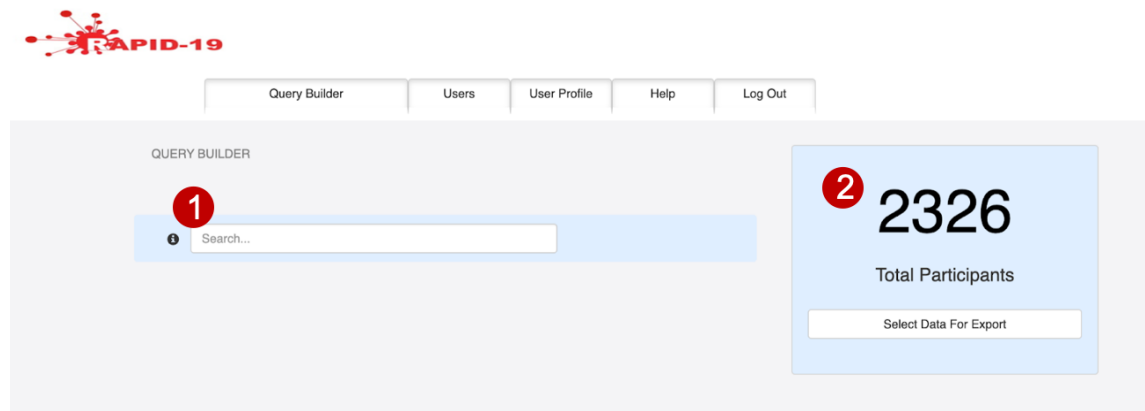 RAPID-19
Query Builder Users User Profile Help Log Out
QUERY BUILDER
1
Search...
2
2326
Total Participants
Select Data For Export